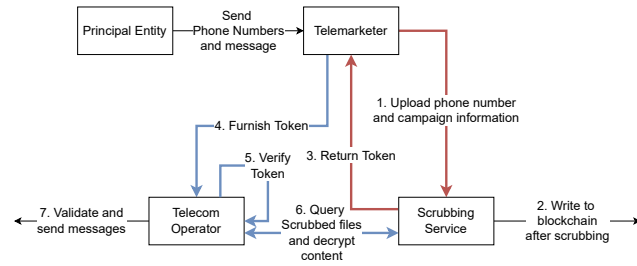 Principal Entity
Send
Phone Numbers
and message
Telemarketer
1. Upload phone number
and campaign information
4. Furnish Token
3. Return Token
5. Verify
Token
7. Validate and
send messages
Telecom
Operator
6. Query
Scrubbed files
and decrypt
content
Scrubbing
Service
2. Write to
blockchain
after scrubbing